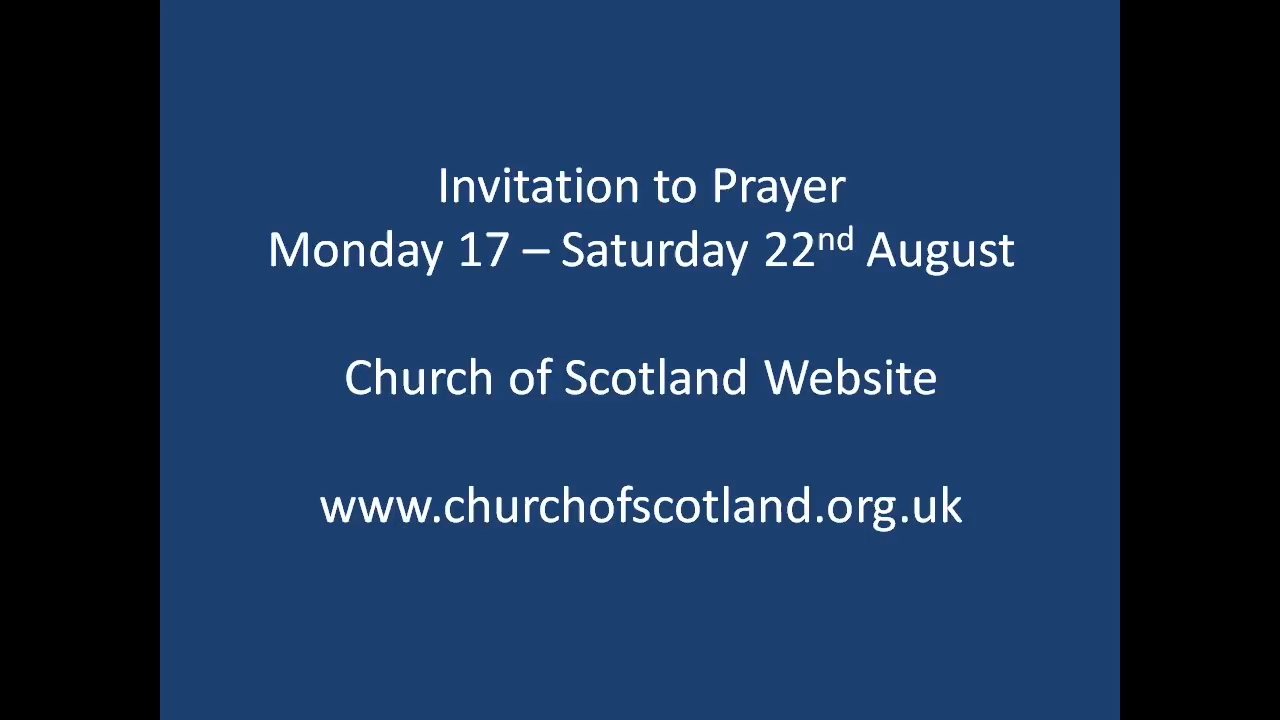 Invitation to Prayer
Monday 17 – Saturday 22nd August
Church of Scotland Website
www.churchofscotland.org.uk